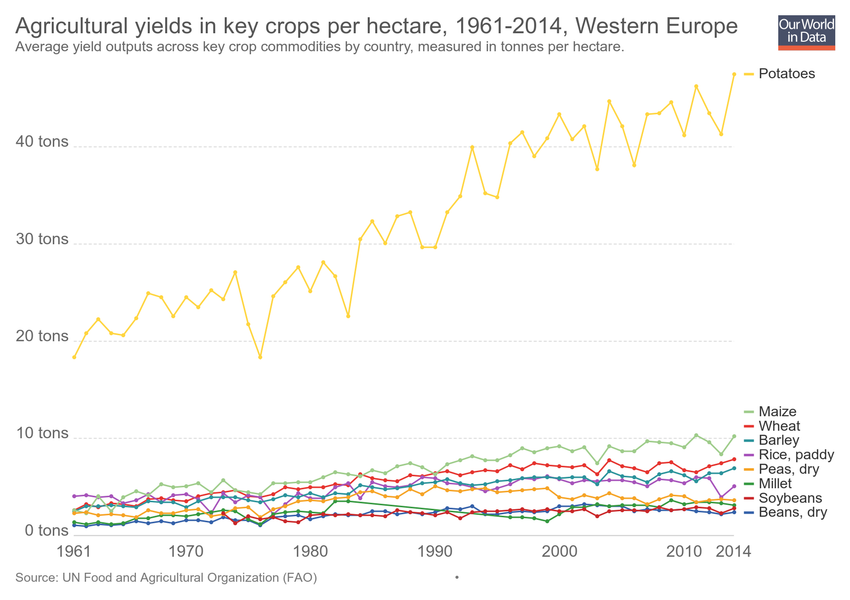 Agricultural yields in key crops per hectare, 1961-2014, Western Europe
Average yield outputs across key crop commodities by country, measured in tonnes per hectare.
Our World
in Data
Potatoes
40 tons
30 tons
20 tons
10 tons
0 tons
Maize
Wheat
Barley
Rice, paddy
Peas, dry
Millet
Soybeans
Beans, dry
1961
1970
1980
1990
2000
2010
2014
Source: UN Food and Agricultural Organization (FAO)
•